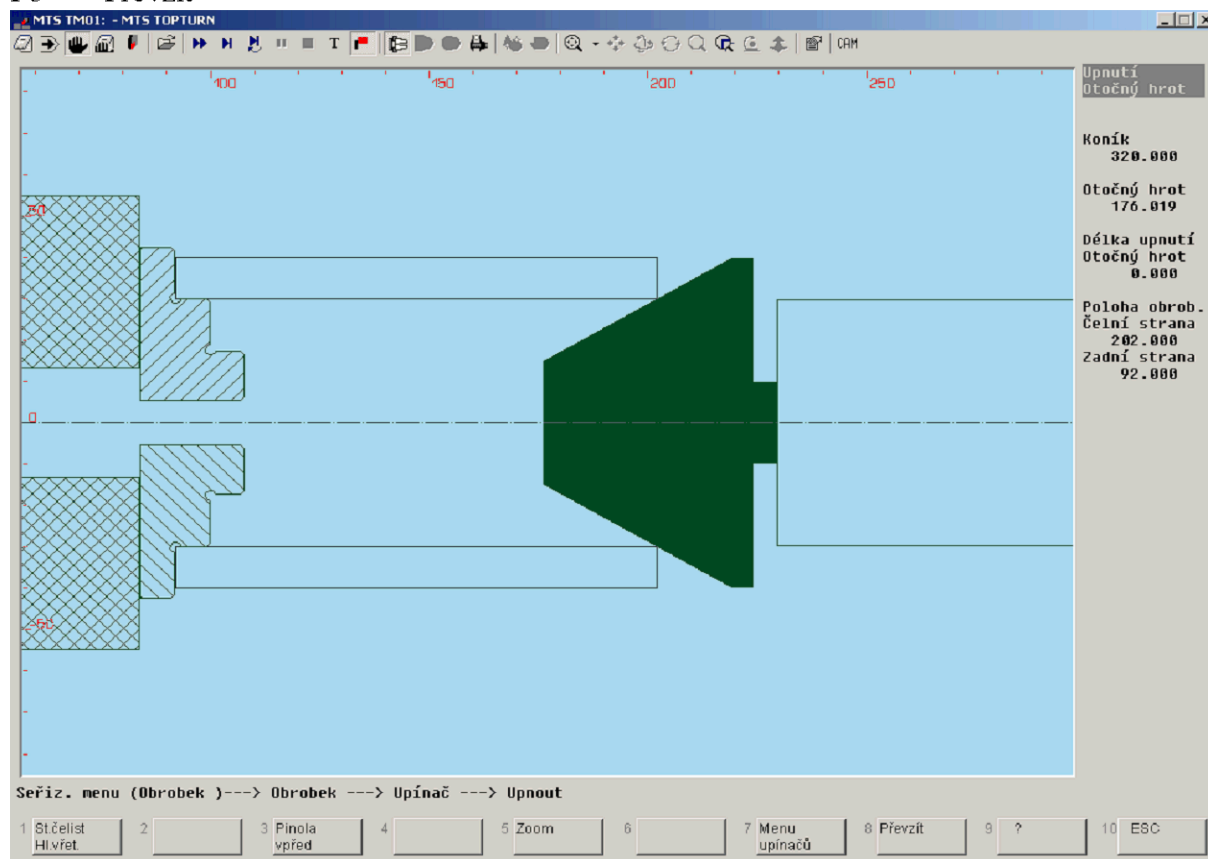 MTS TM01: - MTS TOPTURN
T
CAM
100 150 200 250
0
Upnutí
Otočný hrot
Koník
320.000
Otočný hrot
176.019
Délka upnutí
Otočný hrot
0.000
Poloha obrob.
Čelní strana
202.000
Zadní strana
92.000
Seřiz. menu (Obrobek )---> Obrobek ---> Upínač ---> Upnout
1 St.čelist Hl.vřet.
2
3 Pinola vpřed
4
5 Zoom
6
7 Menu upínačů
8 Převzít
9 ?
10 ESC